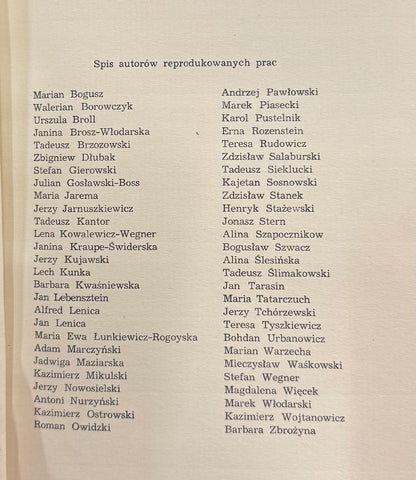 Spis autorów reprodukowanych prac
Marian Bogusz
Walerian Borowczyk
Urszula Broll
Janina Brosz-Włodarska
Tadeusz Brzozowski
Zbigniew Dłubak
Stefan Gierowski
Julian Gosławski-Boss
Maria Jarema
Jerzy Jarnuszkiewicz
Tadeusz Kantor
Lena Kowalewicz-Wegner
Janina Kraupe-Świderska
Jerzy Kujawski
Lech Kunka
Barbara Kwaśniewska
Jan Lebensztein
Alfred Lenica
Jan Lenica
Maria Ewa Łunkiewicz-Rogoyska
Adam Marczyński
Jadwiga Maziarska
Kazimierz Mikulski
Jerzy Nowosielski
Antoni Nurzyński
Kazimierz Ostrowski
Roman Owidzki
Andrzej Pawłowski
Marek Piasecki
Karol Pustelnik
Erna Rozenstein
Teresa Rudowicz
Zdzisław Salaburski
Tadeusz Sieklucki
Kajetan Sosnowski
Zdzisław Stanek
Henryk Stażewski
Jonasz Stern
Alina Szapocznikow
Bogusław Szwacz
Alina Ślesińska
Tadeusz Ślimakowski
Jan Tarasin
Maria Tatarczuch
Jerzy Tchórzewski
Teresa Tyszkiewicz
Bohdan Urbanowicz
Marian Warzecha
Mieczysław Waśkowski
Stefan Wegner
Magdalena Więcek
Marek Włodarski
Kazimierz Wojtanowicz
Barbara Zbrożyna